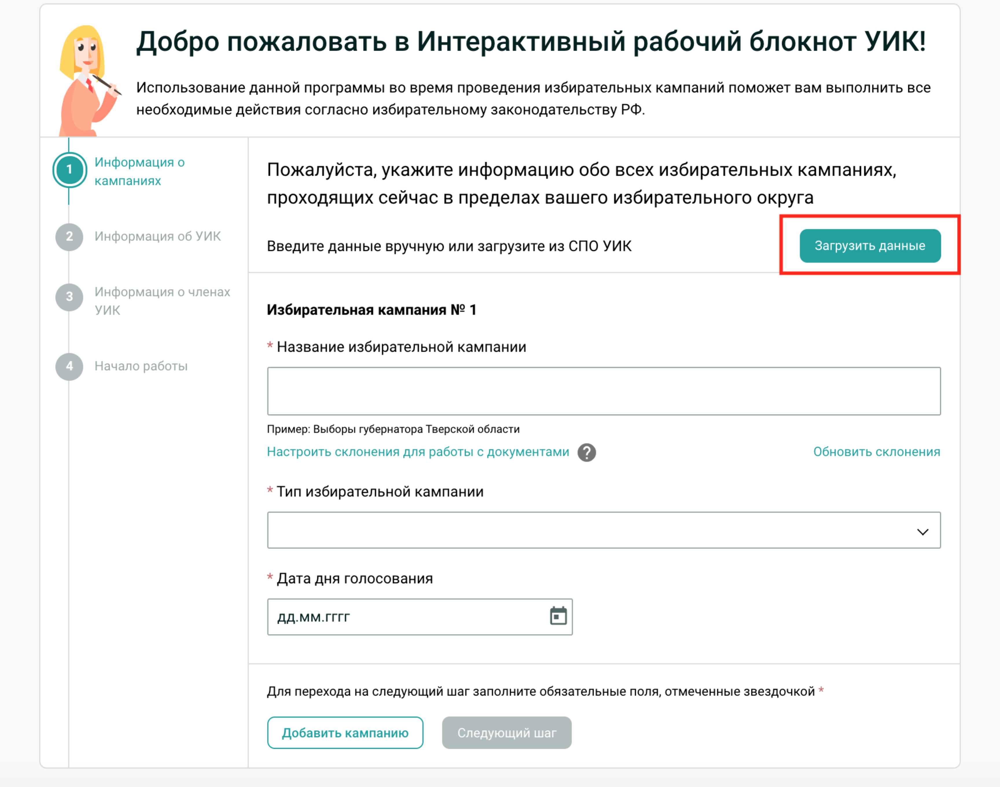 Добро пожаловать в Интерактивный рабочий блокнот УИК!
Использование данной программы во время проведения избирательных кампаний поможет вам выполнить все
необходимые действия согласно избирательному законодательству РФ.
1
Информация о
кампаниях
2
Информация об УИК
3
Информация о членах
УИК
4
Начало работы
Пожалуйста, укажите информацию обо всех избирательных кампаниях,
проходящих сейчас в пределах вашего избирательного округа
Введите данные вручную или загрузите из СПО УИК
Загрузить данные
Избирательная кампания № 1
* Название избирательной кампании
Пример: Выборы губернатора Тверской области
Настроить склонения для работы с документами ?
Обновить склонения
* Тип избирательной кампании
* Дата дня голосования
дд.мм.гггг
Для перехода на следующий шаг заполните обязательные поля, отмеченные звездочкой *
Добавить кампанию
Следующий шаг